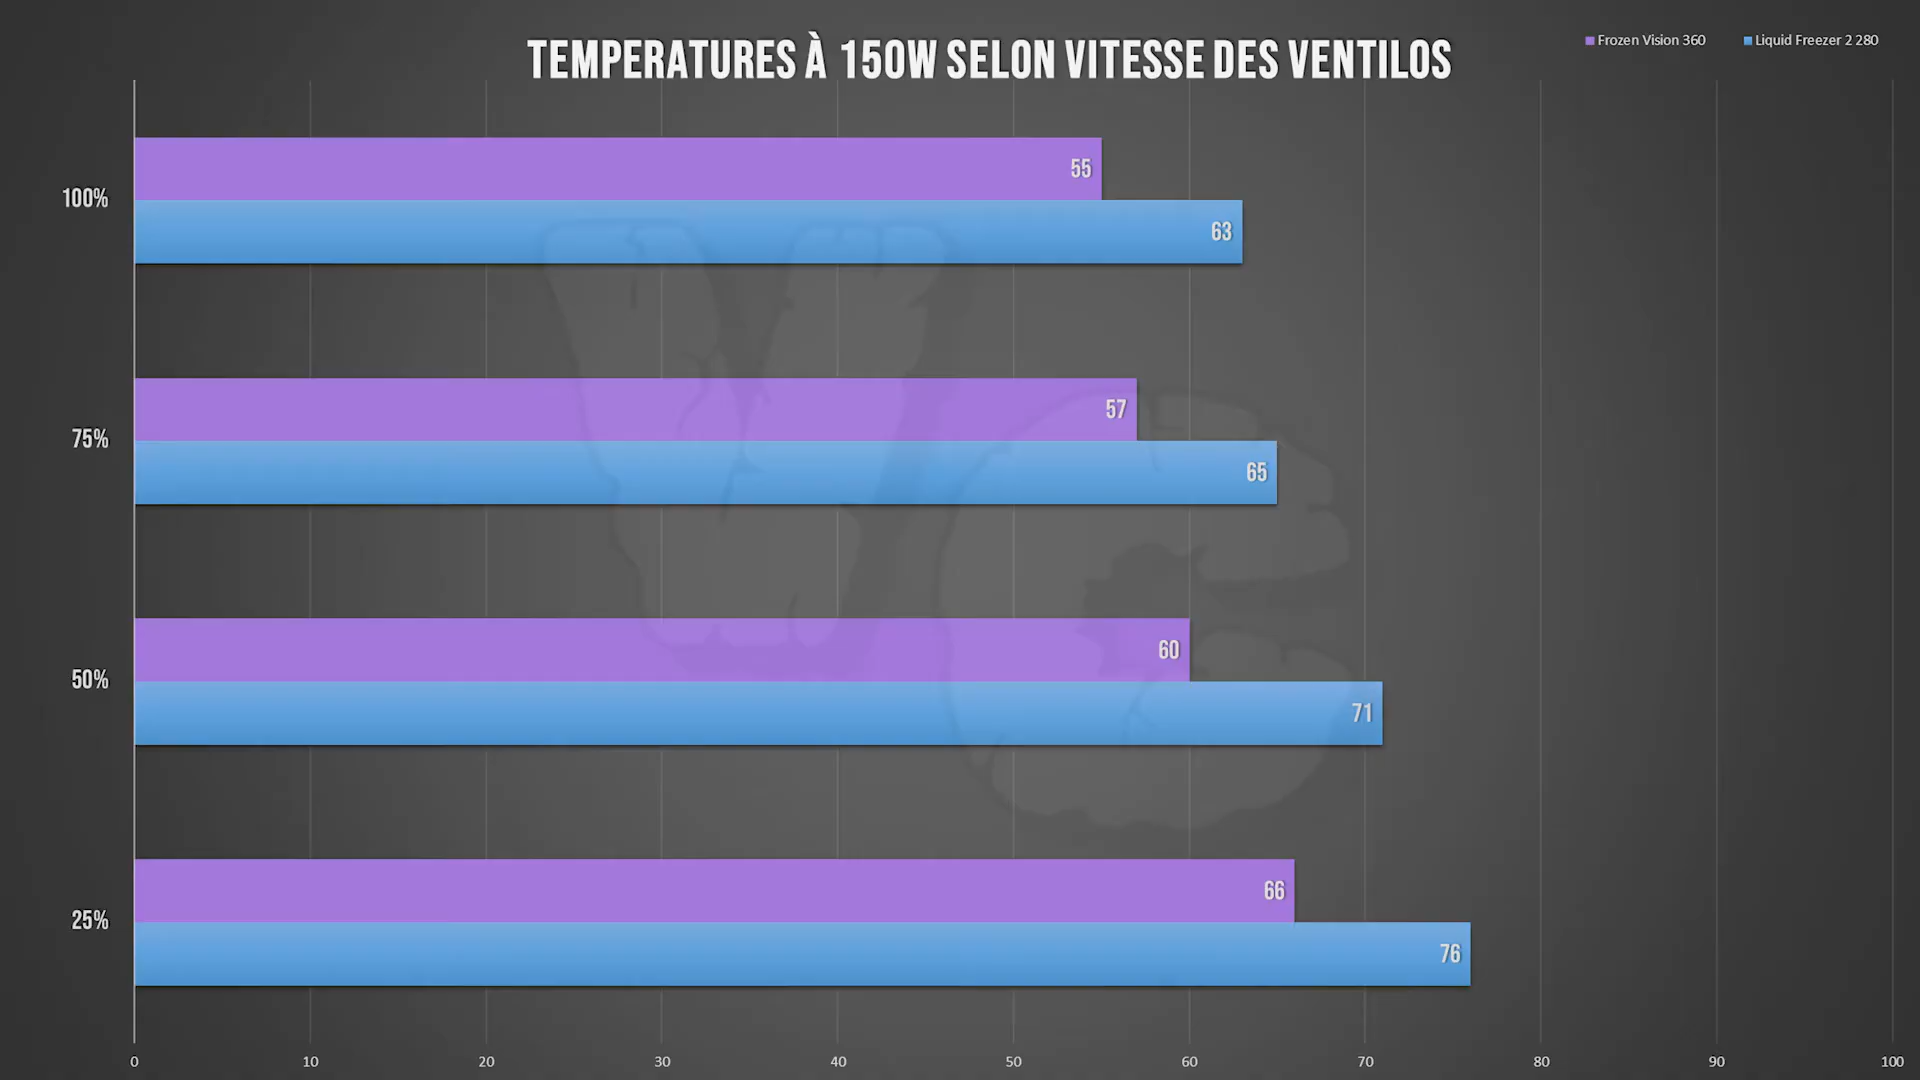 TEMPERATURES À 150W SELON VITESSE DES VENTILOS
Frozen Vision 360
Liquid Freezer 2 280
100%
55
63
75%
57
65
50%
60
71
25%
66
76
0 10 20 30 40 50 60 70 80 90 100
VG